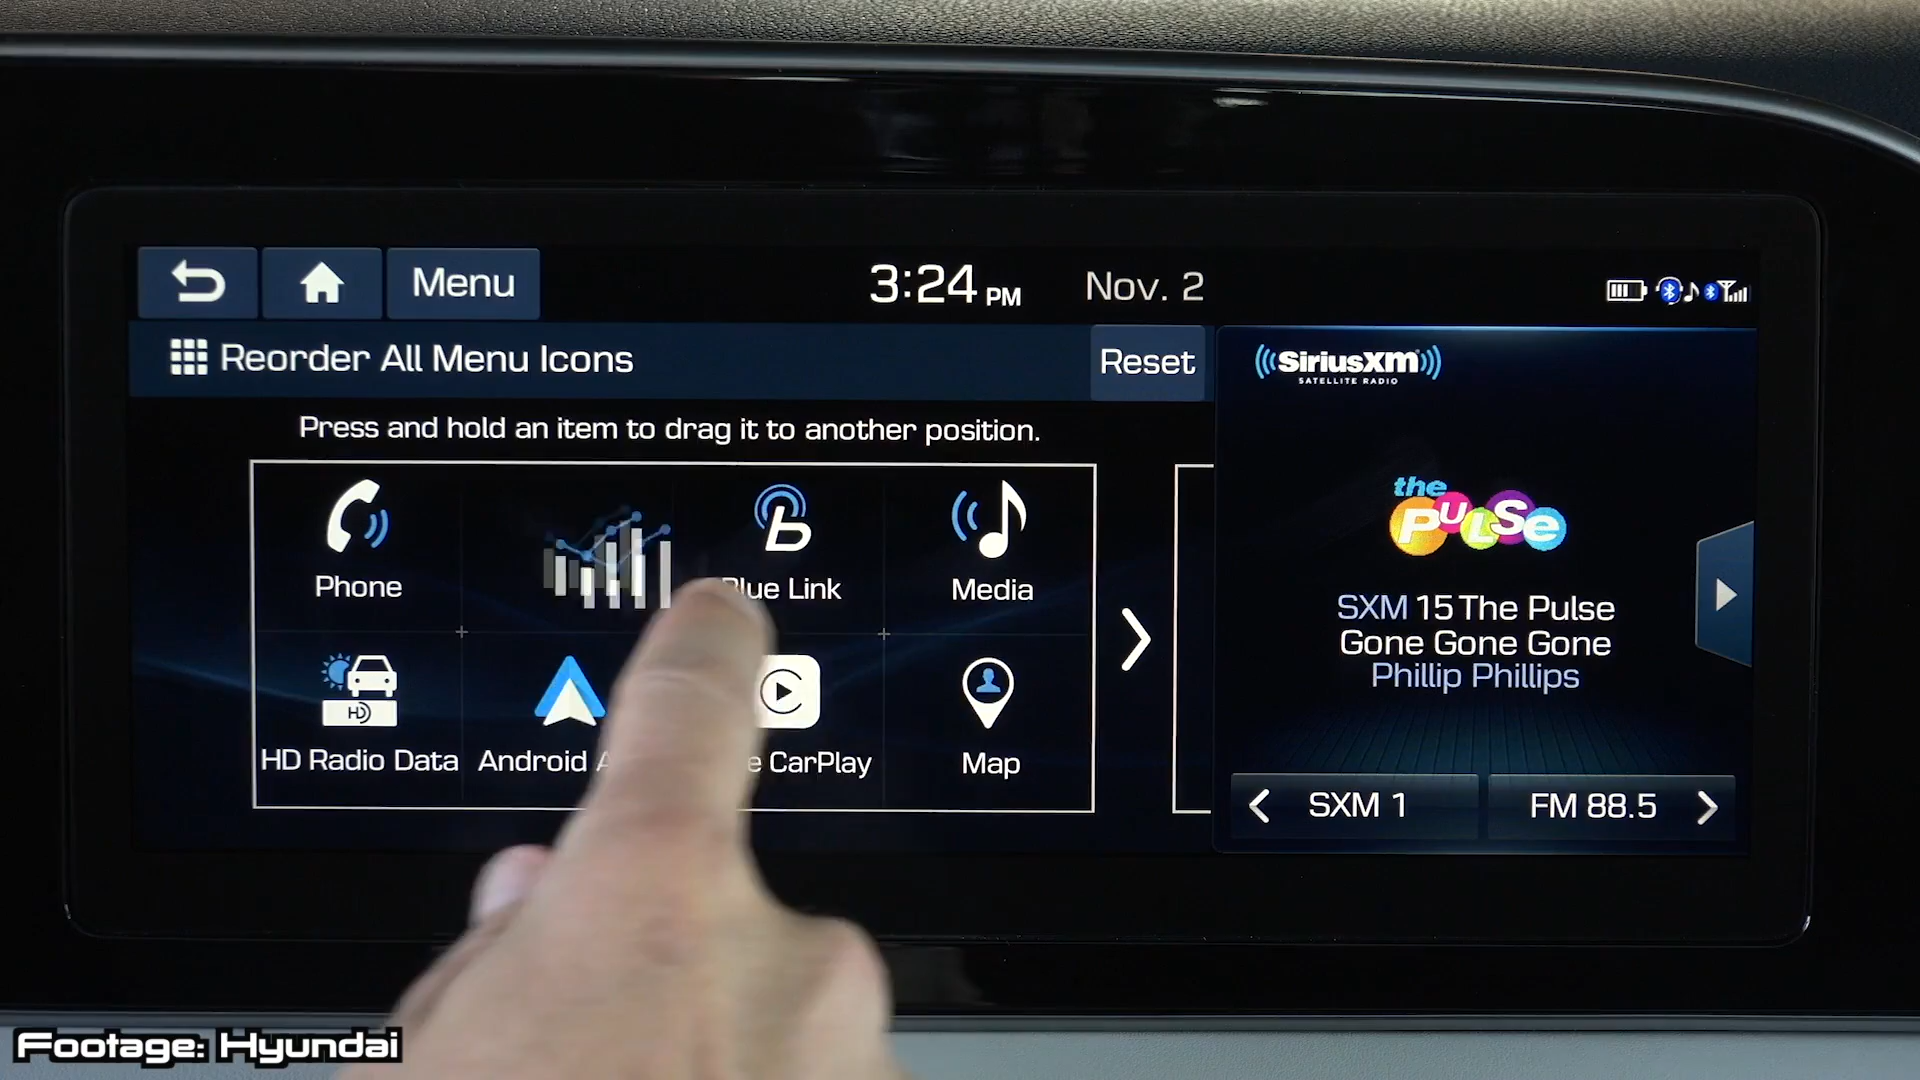 Menu
3:24 PM
Nov. 2
Reorder All Menu Icons
Reset
Press and hold an item to drag it to another position.
Phone
Blue Link
Media
HD
HD Radio Data
Android A
e CarPlay
Map
SiriusXM
SATELLITE RADIO
the
PULSe
SXM 15 The Pulse
Gone Gone Gone
Phillip Phillips
SXM 1
FM 88.5
Footage: Hyundai